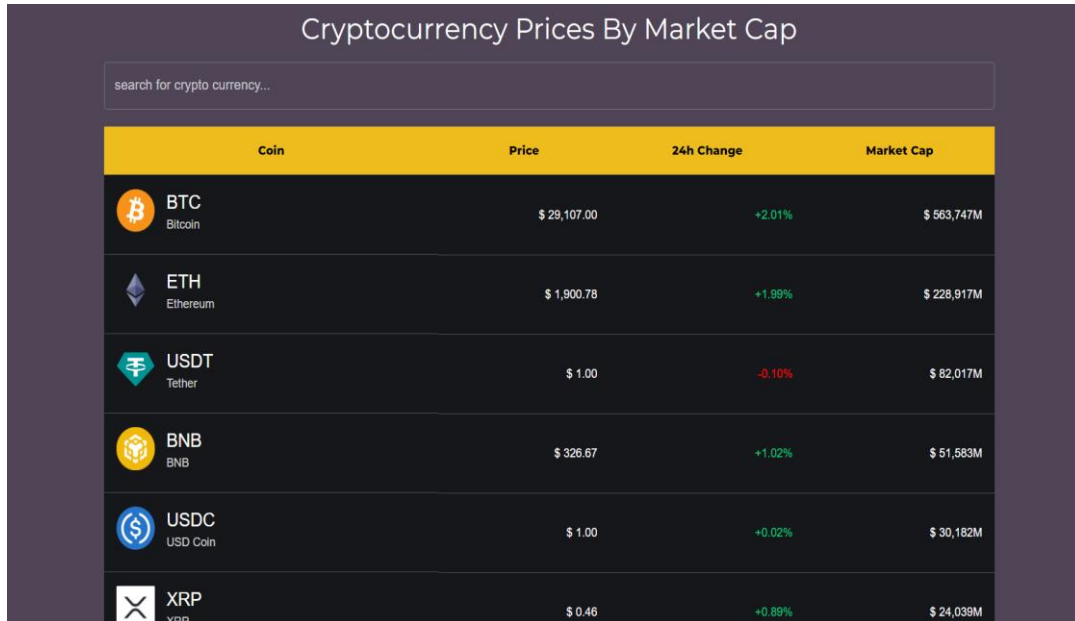 Cryptocurrency Prices By Market Cap
search for crypto currency...
Coin Price 24h Change Market Cap
BTC
Bitcoin
$ 29,107.00 +2.01% $ 563,747M
ETH
Ethereum
$ 1,900.78 +1.99% $ 228,917M
USDT
Tether
$ 1.00 -0.10% $ 82,017M
BNB
BNB
$ 326.67 +1.02% $ 51,583M
USDC
USD Coin
$ 1.00 +0.02% $ 30,182M
XRP
XRP
$ 0.46 +0.89% $ 24,039M